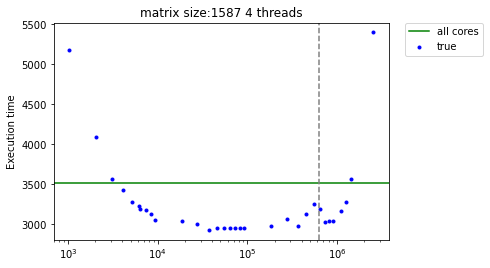 matrix size:1587 4 threads
5500
5000
4500
4000
3500
3000
Execution time
10³
10⁴
10⁵
10⁶
all cores
true